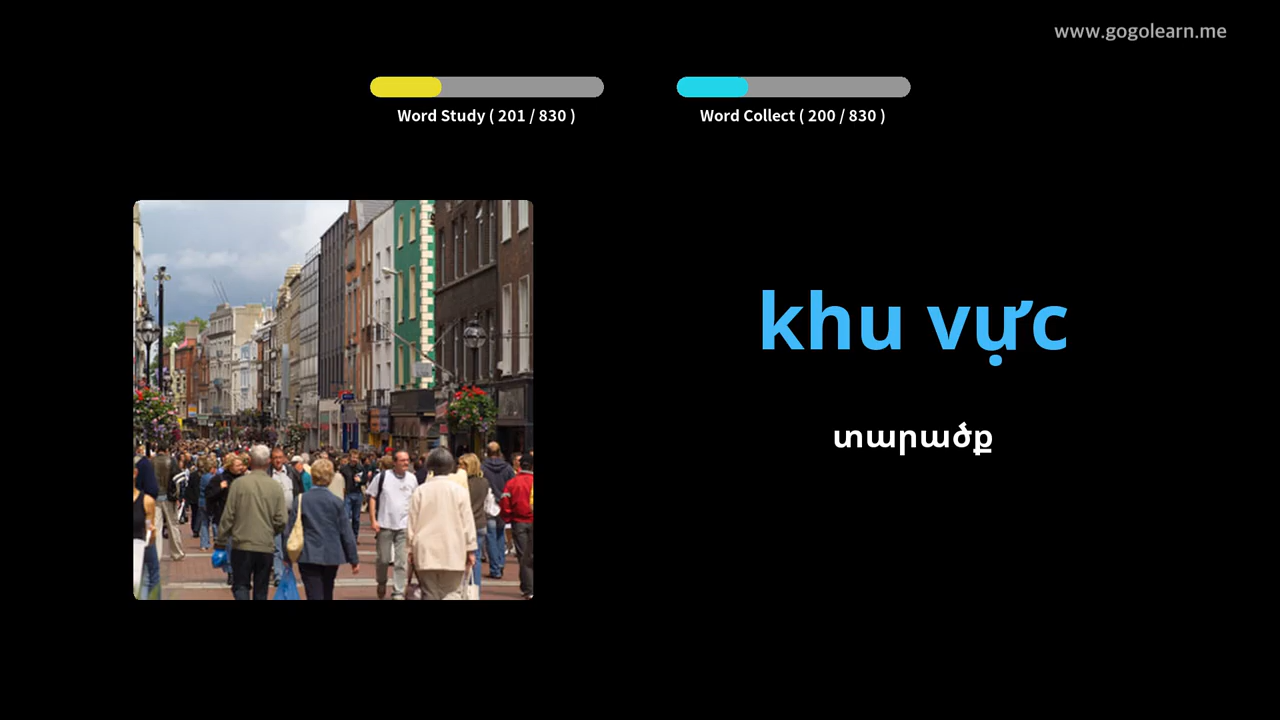 www.gogolearn.me
Word Study ( 201 / 830 )
Word Collect ( 200 / 830 )
khu vực
տարածք